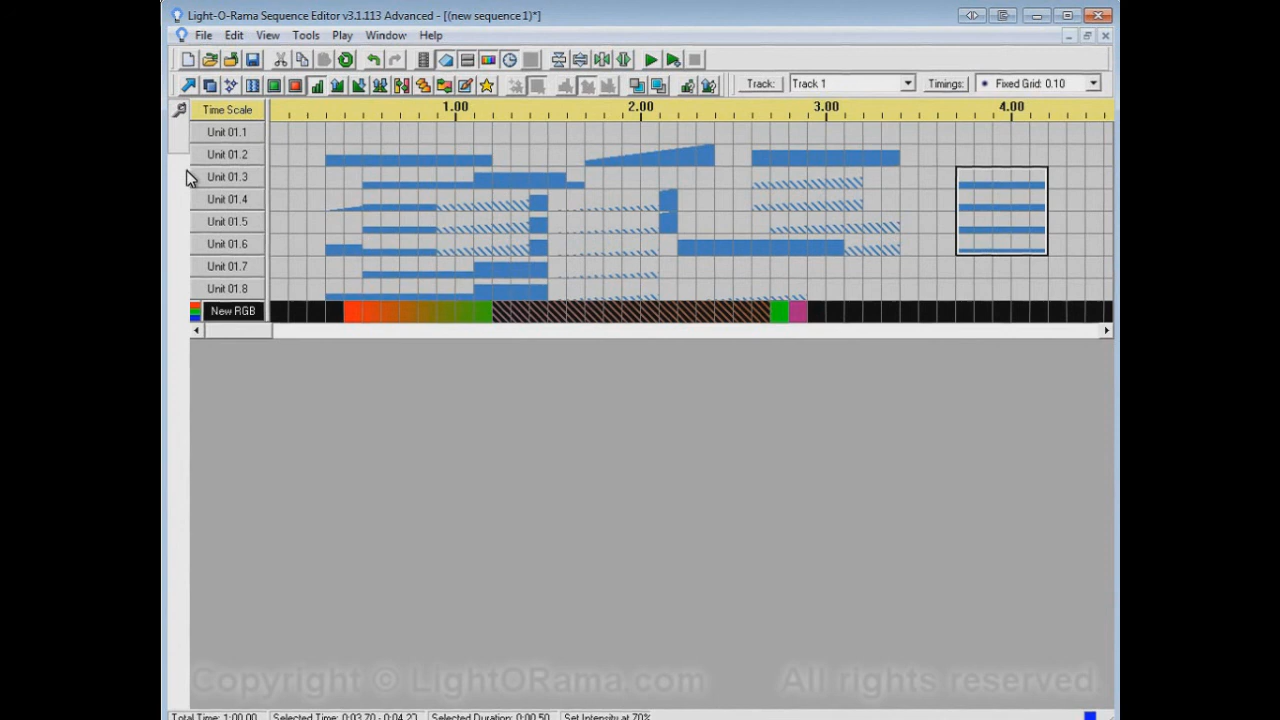 Light-O-Rama Sequence Editor v3.1.113 Advanced - [(new sequence 1)*]
File Edit View Tools Play Window Help
Track: Track 1 Timings: Fixed Grid: 0.10
Time Scale 1.00 2.00 3.00 4.00
Unit 01.1
Unit 01.2
Unit 01.3
Unit 01.4
Unit 01.5
Unit 01.6
Unit 01.7
Unit 01.8
New RGB
Copyright © LightORama.com All rights reserved.
Total Time: 1:00.00 Selected Time: 0:03.70 - 0:04.20 Selected Duration: 0:00.50 Set Intensity at 70%